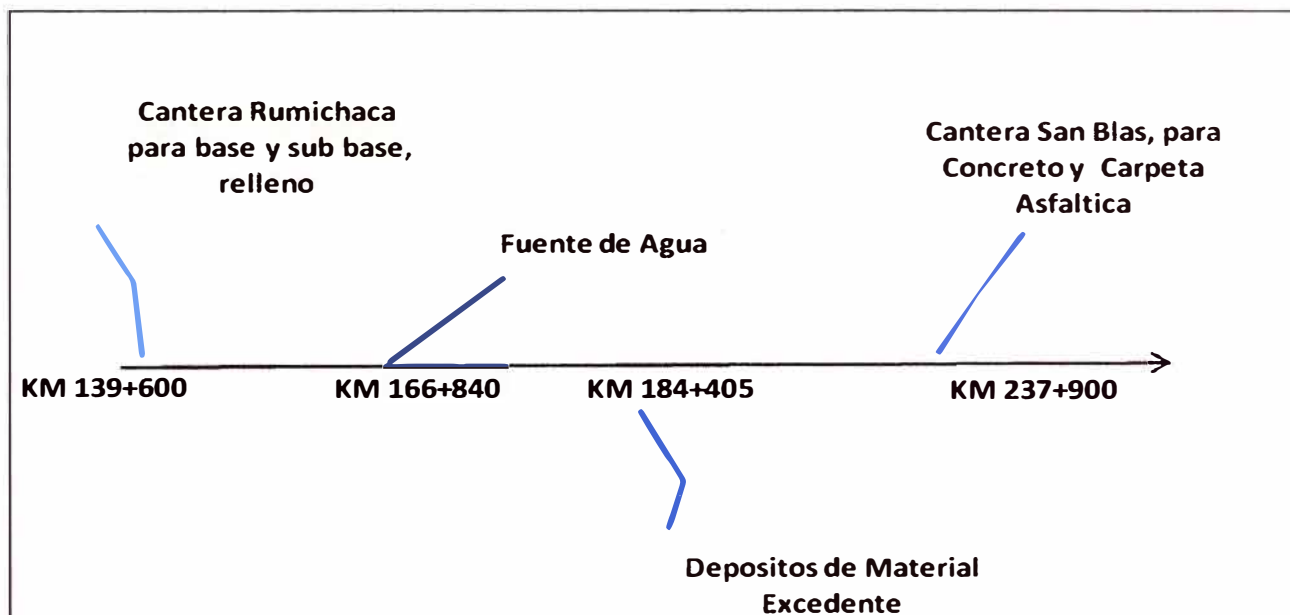 Cantera Rumichaca
para base y sub base,
relleno
Cantera San Blas, para
Concreto y Carpeta
Asfaltica
Fuente de Agua
KM 139+600
KM 166+840
KM 184+405
KM 237+900
Depositos de Material
Excedente